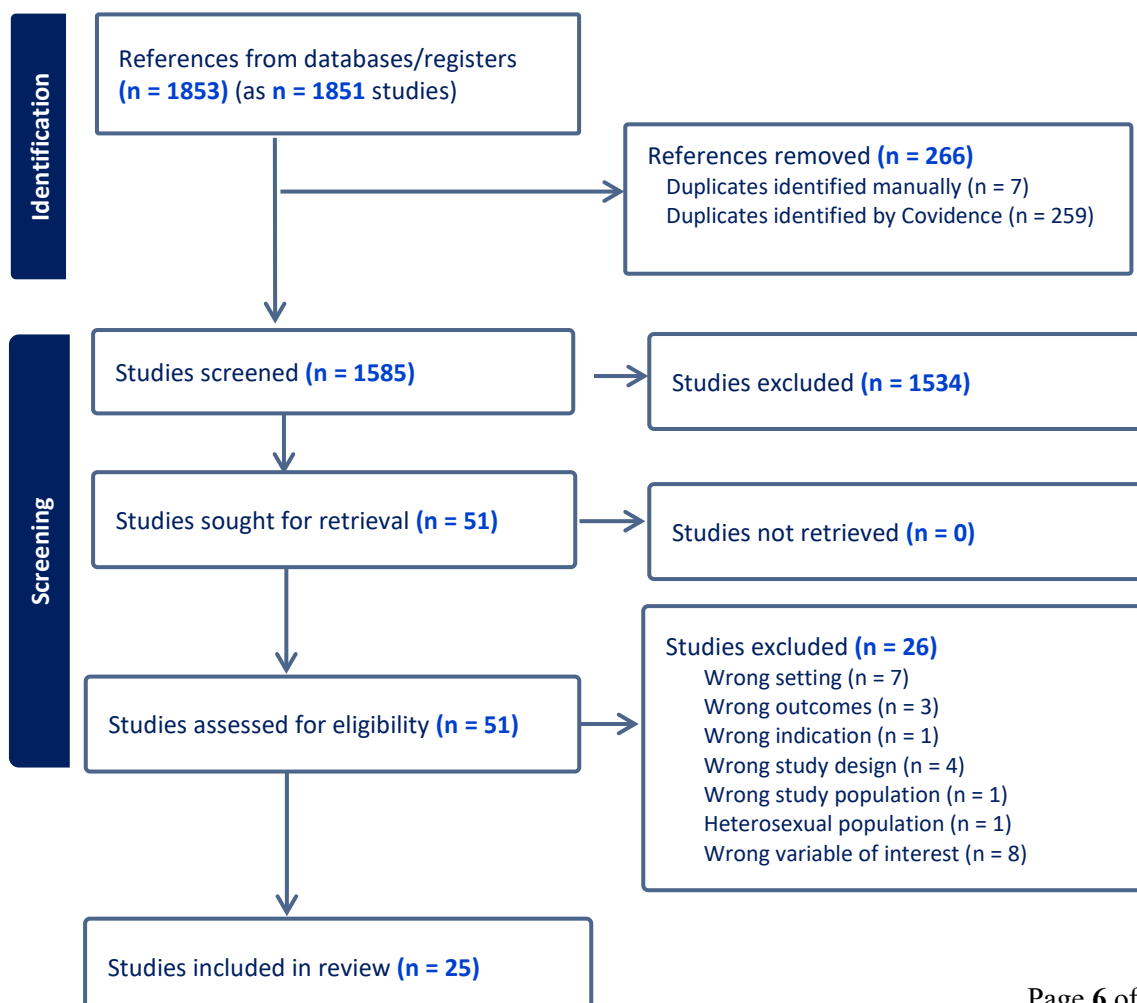 Identification
References from databases/registers
(n = 1853) (as n = 1851 studies)
References removed (n = 266)
Duplicates identified manually (n = 7)
Duplicates identified by Covidence (n = 259)
Screening
Studies screened (n = 1585)
Studies excluded (n = 1534)
Studies sought for retrieval (n = 51)
Studies not retrieved (n = 0)
Studies assessed for eligibility (n = 51)
Studies excluded (n = 26)
Wrong setting (n = 7)
Wrong outcomes (n = 3)
Wrong indication (n = 1)
Wrong study design (n = 4)
Wrong study population (n = 1)
Heterosexual population (n = 1)
Wrong variable of interest (n = 8)
Studies included in review (n = 25)
Page 6 of